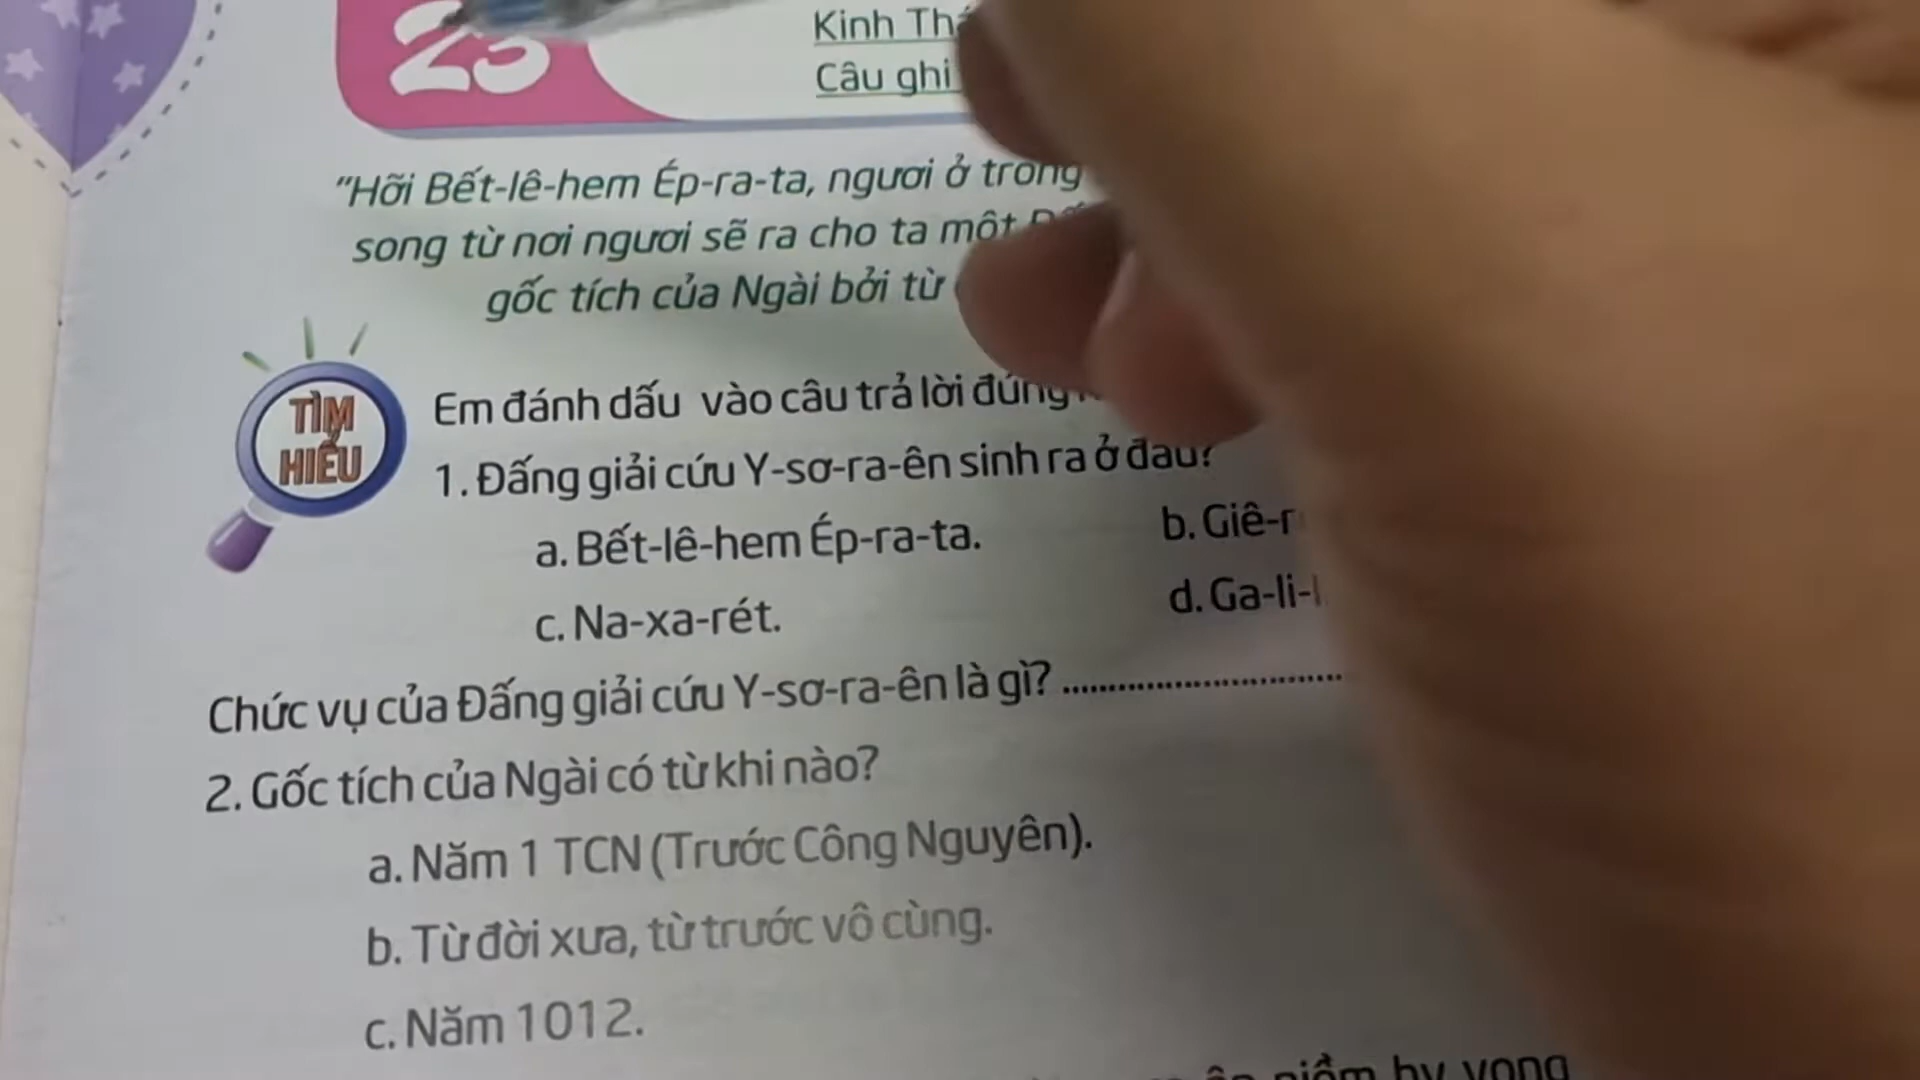 23
Kinh
Câu ghi
"Hỡi Bết-lê-hem Ép-ra-ta, ngươi ở trong
song từ nơi ngươi sẽ ra cho ta một
gốc tích của Ngài bởi từ
TÌM
HIỂU
Em đánh dấu vào câu trả lời đúng
1. Đấng giải cứu Y-sơ-ra-ên sinh ra ở đâu?
a. Bết-lê-hem Ép-ra-ta.
b.
c. Na-xa-rét.
d.
Chức vụ của Đấng giải cứu Y-sơ-ra-ên là gì? ..............................
2. Gốc tích của Ngài có từ khi nào?
a. Năm 1 TCN (Trước Công Nguyên).
b. Từ đời xưa, từ trước vô cùng.
c. Năm 1012.
niềm hy vọng